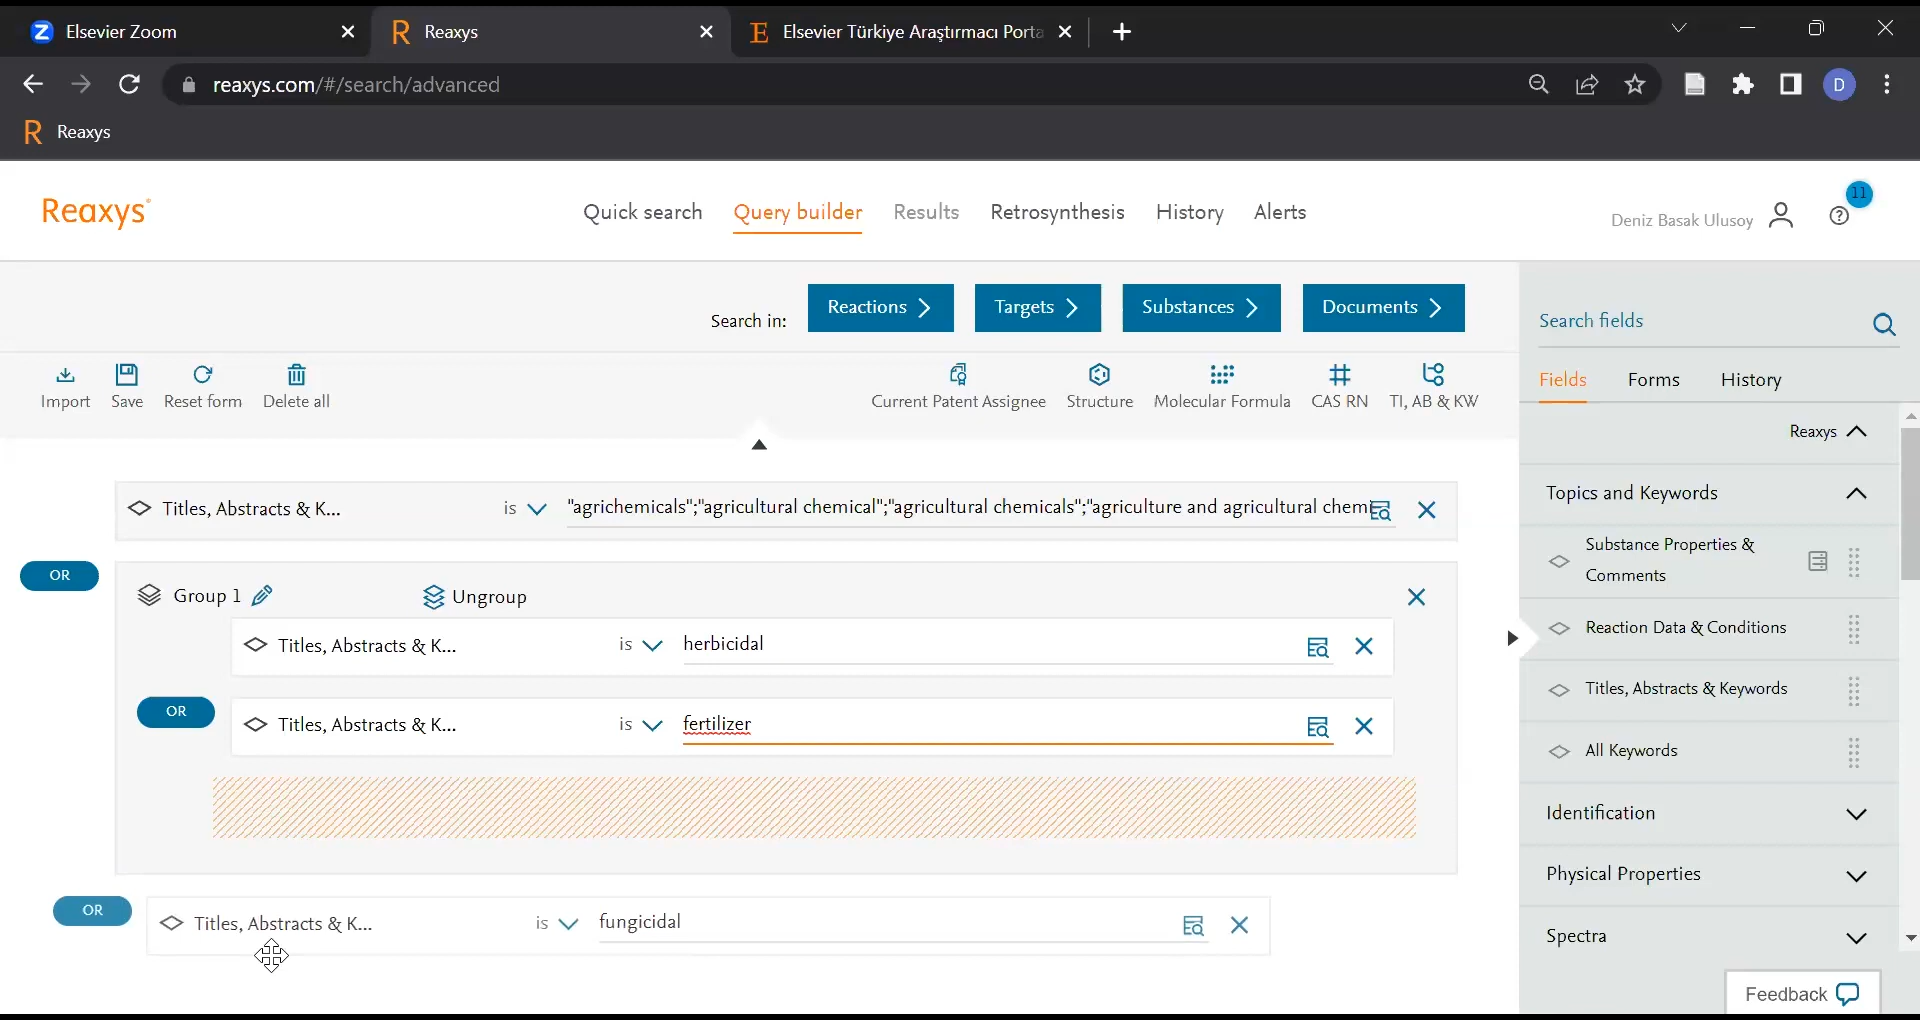 Elsevier Zoom
Reaxys
Elsevier Türkiye Araştırmacı Porta
reaxys.com/#/search/advanced
D
Reaxys
Reaxys
Quick search
Query builder
Results
Retrosynthesis
History
Alerts
Deniz Basak Ulusoy
11
Search in:
Reactions
Targets
Substances
Documents
Search fields
Import
Save
Reset form
Delete all
Current Patent Assignee
Structure
Molecular Formula
CAS RN
TI, AB & KW
Fields
Forms
History
Reaxys
Titles, Abstracts & K... is "agrichemicals";"agricultural chemical";"agricultural chemicals";"agriculture and agricultural chemi
OR
Group 1
Ungroup
Titles, Abstracts & K... is herbicidal
OR
Titles, Abstracts & K... is fertilizer
OR
Titles, Abstracts & K... is fungicidal
Topics and Keywords
Substance Properties &
Comments
Reaction Data & Conditions
Titles, Abstracts & Keywords
All Keywords
Identification
Physical Properties
Spectra
Feedback